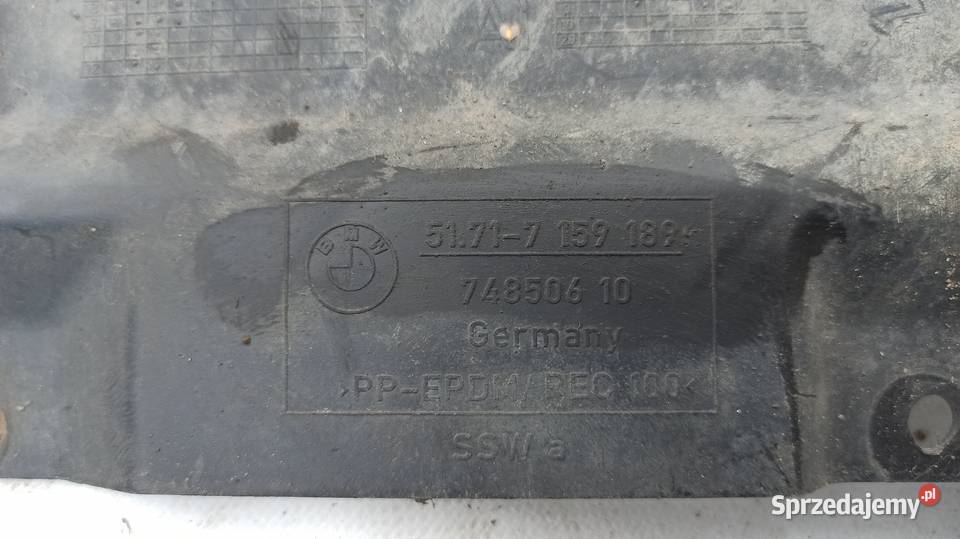 BMW
51.71-7 159 189
748506 10
Germany
>PP-EPDM/REC 100<
SSW a
Sprzedajemy.pl